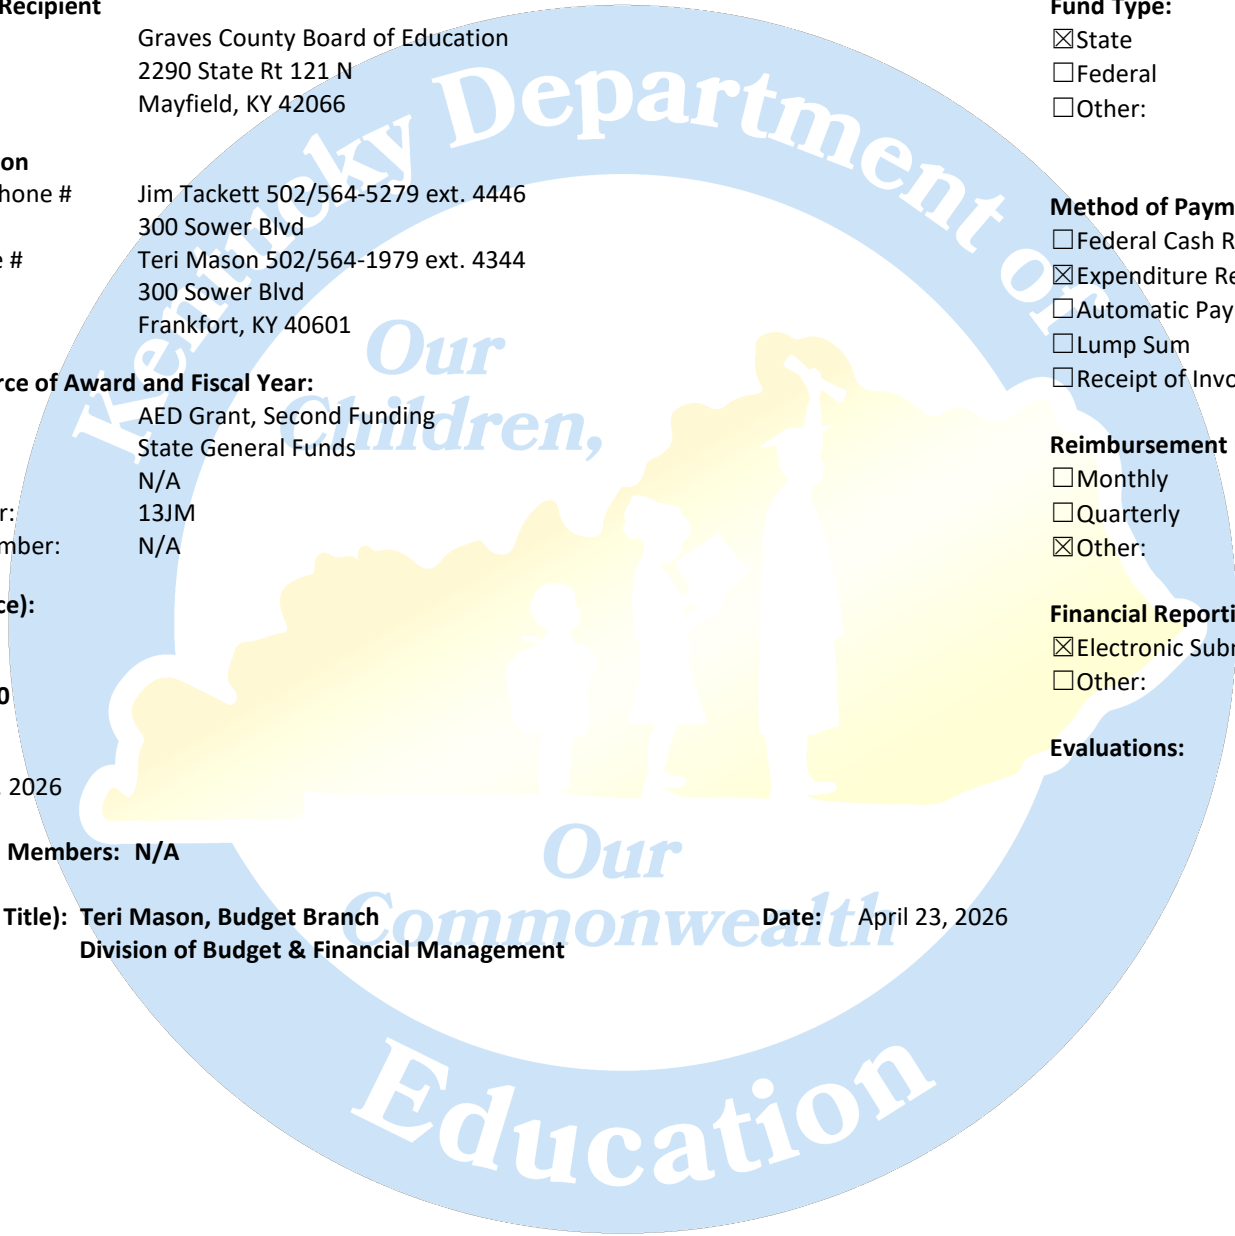 Recipient
Graves County Board of Education
2290 State Rt 121 N
Mayfield, KY 42066
on
hone # Jim Tackett 502/564-5279 ext. 4446
300 Sower Blvd
e # Teri Mason 502/564-1979 ext. 4344
300 Sower Blvd
Frankfort, KY 40601
rce of Award and Fiscal Year:
AED Grant, Second Funding
State General Funds
N/A
r: 13JM
mber: N/A
ce):
0
, 2026
Members: N/A
Title): Teri Mason, Budget Branch Date: April 23, 2026
Division of Budget & Financial Management
Fund Type:
☒State
☐Federal
☐Other:
Method of Paym
☐Federal Cash R
☒Expenditure Re
☐Automatic Pay
☐Lump Sum
☐Receipt of Invo
Reimbursement
☐Monthly
☐Quarterly
☒Other:
Financial Reporti
☒Electronic Subr
☐Other:
Evaluations:
Kentucky Department of
Education
Our
Children,
Our
Commonwealth